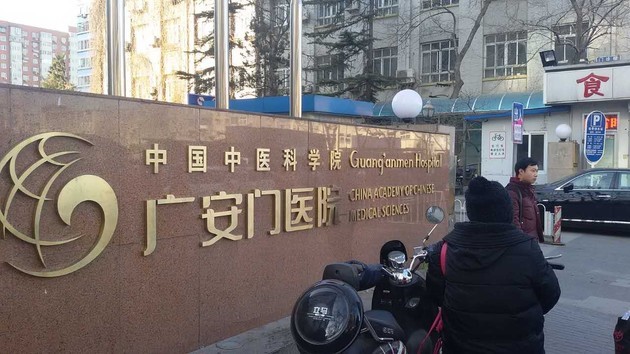 中国中医科学院 Guang'anmen Hospital
广安门医院 CHINA ACADEMY OF CHINESE
MEDICAL SCIENCES
食
P